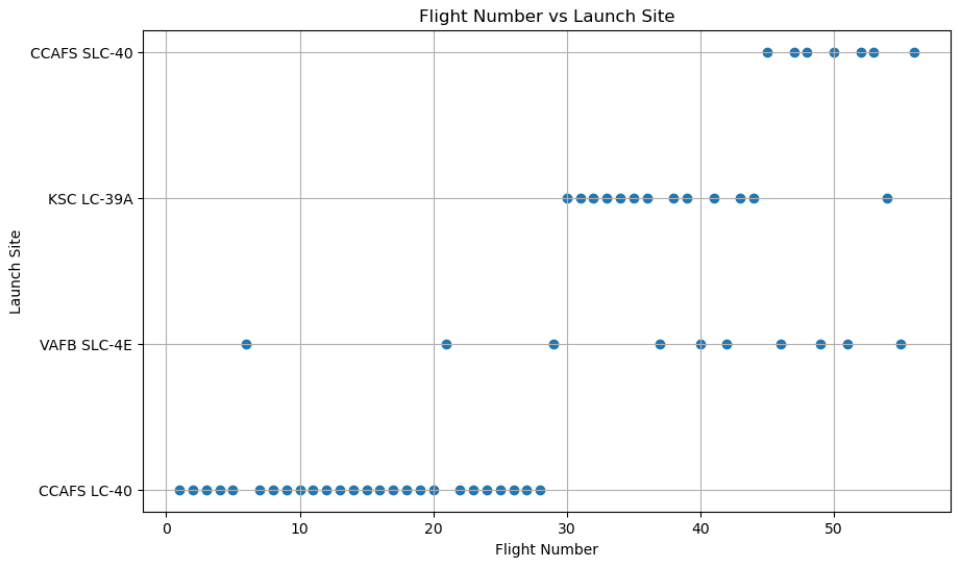 Flight Number vs Launch Site
CCAFS SLC-40
KSC LC-39A
VAFB SLC-4E
CCAFS LC-40
Launch Site
0 10 20 30 40 50
Flight Number